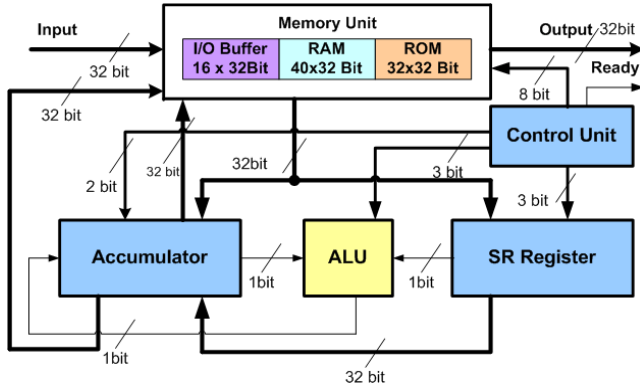 Input
Memory Unit
Output
32bit
I/O Buffer
16 x 32Bit
RAM
40x32 Bit
ROM
32x32 Bit
32 bit
32 bit
8 bit
Ready
Control Unit
2 bit
32 bit
32bit
3 bit
3 bit
Accumulator
1bit
ALU
1bit
SR Register
1bit
32 bit